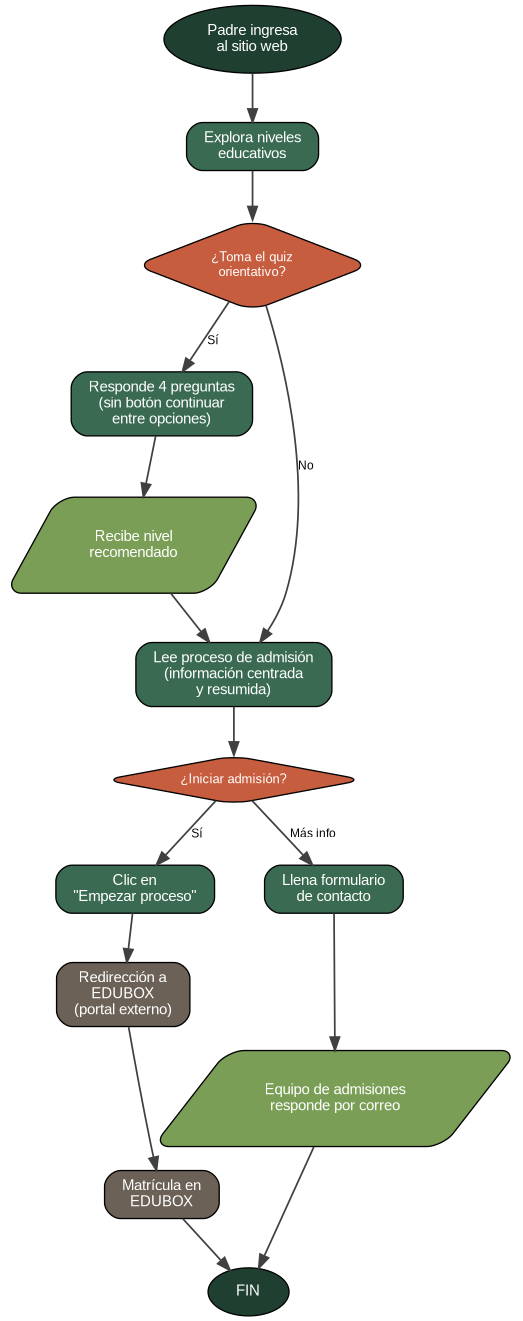 Padre ingresa
al sitio web
Explora niveles
educativos
¿Toma el quiz
orientativo?
Sí
Responde 4 preguntas
(sin botón continuar
entre opciones)
No
Recibe nivel
recomendado
Lee proceso de admisión
(información centrada
y resumida)
¿Iniciar admisión?
Sí
Más info
Clic en
"Empezar proceso"
Llena formulario
de contacto
Redirección a
EDUBOX
(portal externo)
Equipo de admisiones
responde por correo
Matrícula en
EDUBOX
FIN